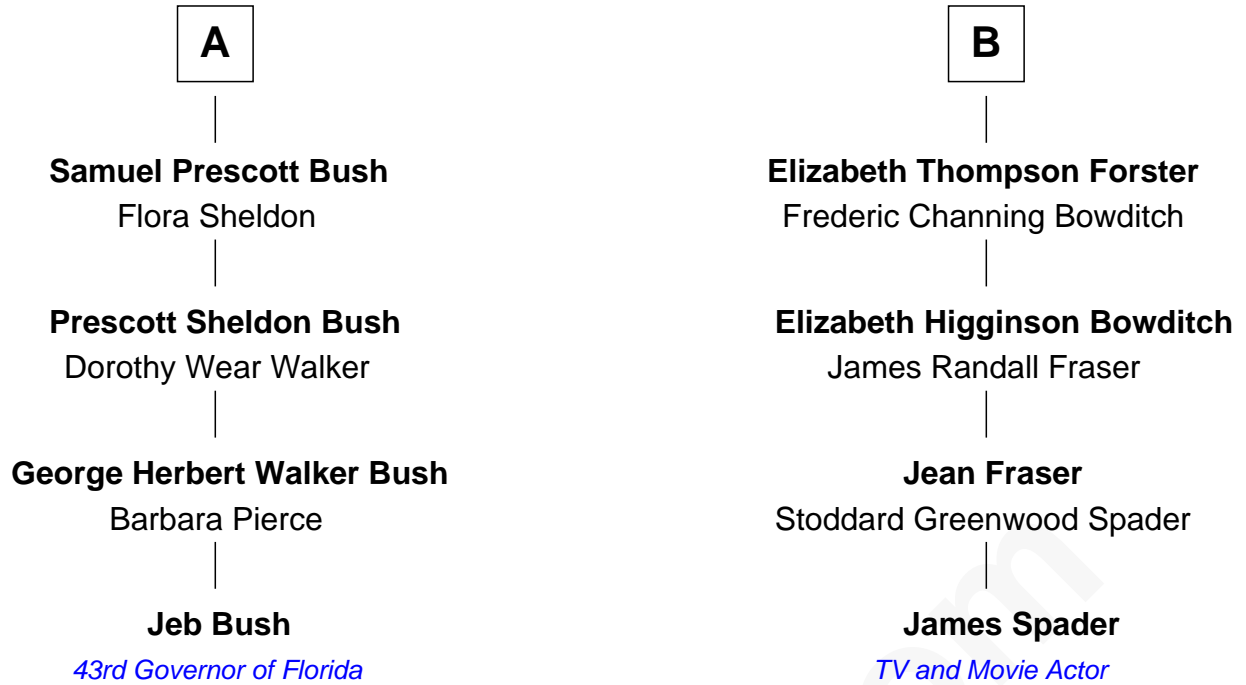 A
Samuel Prescott Bush
Flora Sheldon
Prescott Sheldon Bush
Dorothy Wear Walker
George Herbert Walker Bush
Barbara Pierce
Jeb Bush
43rd Governor of Florida
B
Elizabeth Thompson Forster
Frederic Channing Bowditch
Elizabeth Higginson Bowditch
James Randall Fraser
Jean Fraser
Stoddard Greenwood Spader
James Spader
TV and Movie Actor